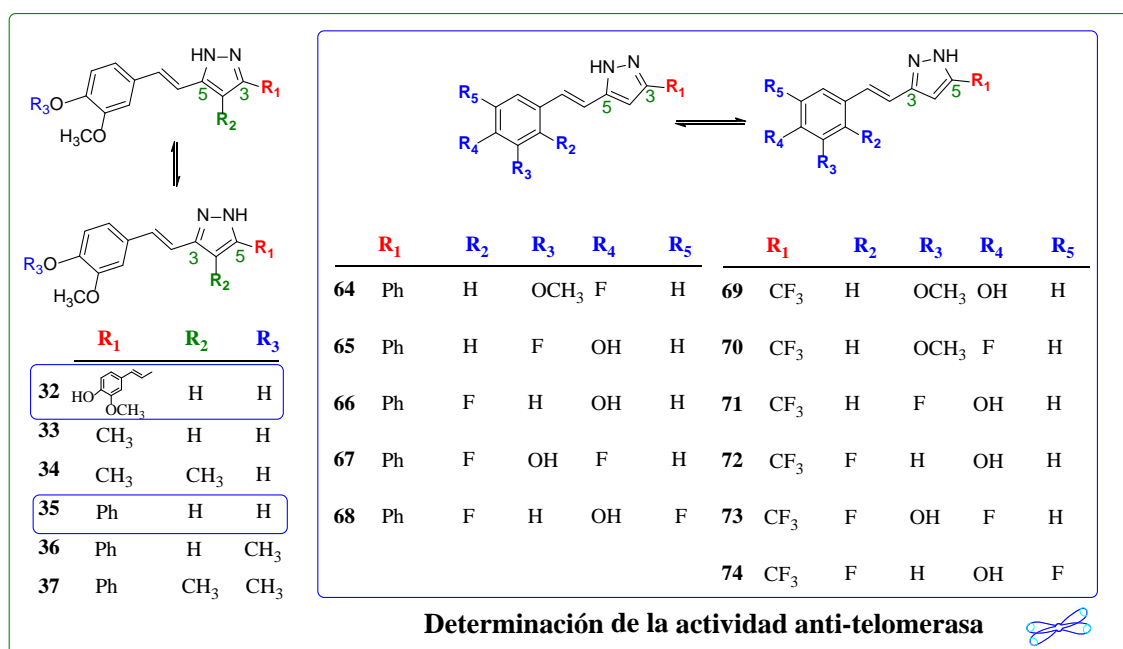 HN N
5 3
R1
R2
R3 O
H3CO
N NH
3 5
R1
R2
R3 O
H3CO
R1 R2 R3
32 HO OCH3 H H
33 CH3 H H
34 CH3 CH3 H
35 Ph H H
36 Ph H CH3
37 Ph CH3 CH3
HN N
5 3
R1
R5
R4
R3
R2
N NH
3 5
R1
R5
R4
R3
R2
R1 R2 R3 R4 R5
64 Ph H OCH3 F H
65 Ph H F OH H
66 Ph F H OH H
67 Ph F OH F H
68 Ph F H OH F
R1 R2 R3 R4 R5
69 CF3 H OCH3 OH H
70 CF3 H OCH3 F H
71 CF3 H F OH H
72 CF3 F H OH H
73 CF3 F OH F H
74 CF3 F H OH F
Determinación de la actividad anti-telomerasa